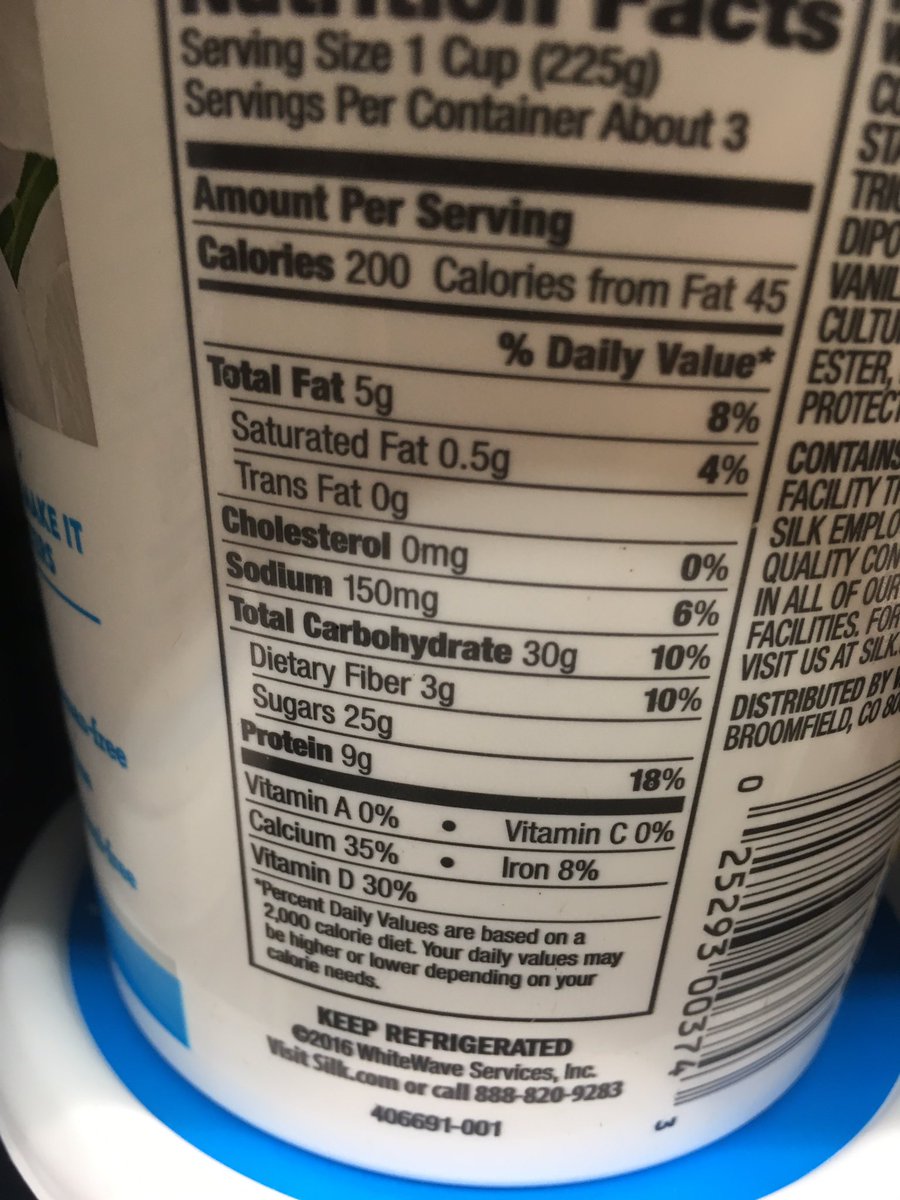 Nutrition Facts
Serving Size 1 Cup (225g)
Servings Per Container About 3
Amount Per Serving
Calories 200 Calories from Fat 45
% Daily Value*
Total Fat 5g 8%
Saturated Fat 0.5g 4%
Trans Fat 0g
Cholesterol 0mg 0%
Sodium 150mg 6%
Total Carbohydrate 30g 10%
Dietary Fiber 3g 10%
Sugars 25g
Protein 9g 18%
Vitamin A 0% • Vitamin C 0%
Calcium 35% • Iron 8%
Vitamin D 30%
*Percent Daily Values are based on a
2,000 calorie diet. Your daily values may
be higher or lower depending on your
calorie needs.
KEEP REFRIGERATED
©2016 WhiteWave Services, Inc.
Visit Silk.com or call 888-820-9283
406691-001
VANIL
CULTU
ESTER,
PROTECT
CONTAINS
FACILITY
SILK EMPLO
QUALITY CON
IN ALL OF OUR
FACILITIES. FOR
VISIT US AT SILK.
DISTRIBUTED BY
BROOMFIELD, CO 80
0 25293 00374 3
IT